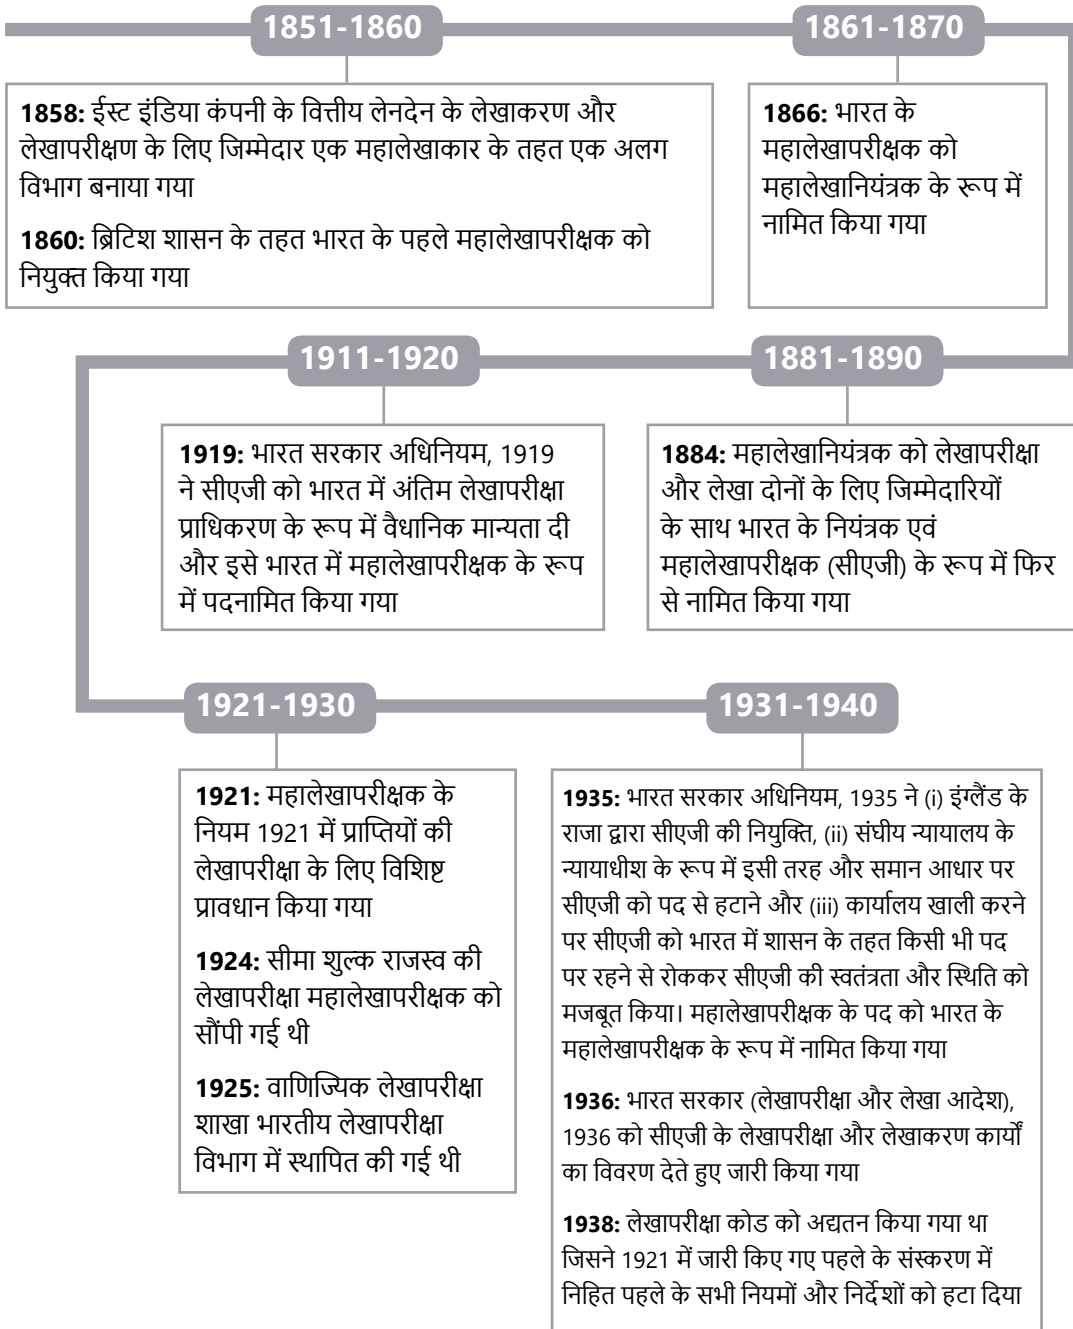 1851-1860
1858: ईस्ट इंडिया कंपनी के वित्तीय लेनदेन के लेखाकरण और
लेखापरीक्षण के लिए जिम्मेदार एक महालेखाकार के तहत एक अलग
विभाग बनाया गया
1860: ब्रिटिश शासन के तहत भारत के पहले महालेखापरीक्षक को
नियुक्त किया गया
1861-1870
1866: भारत के
महालेखापरीक्षक को
महालेखानियंत्रक के रूप में
नामित किया गया
1881-1890
1884: महालेखानियंत्रक को लेखापरीक्षा
और लेखा दोनों के लिए जिम्मेदारियों
के साथ भारत के नियंत्रक एवं
महालेखापरीक्षक (सीएजी) के रूप में फिर
से नामित किया गया
1911-1920
1919: भारत सरकार अधिनियम, 1919
ने सीएजी को भारत में अंतिम लेखापरीक्षा
प्राधिकरण के रूप में वैधानिक मान्यता दी
और इसे भारत में महालेखापरीक्षक के रूप
में पदनामित किया गया
1921-1930
1921: महालेखापरीक्षक के
नियम 1921 में प्राप्तियों की
लेखापरीक्षा के लिए विशिष्ट
प्रावधान किया गया
1924: सीमा शुल्क राजस्व की
लेखापरीक्षा महालेखापरीक्षक को
सौंपी गई थी
1925: वाणिज्यिक लेखापरीक्षा
शाखा भारतीय लेखापरीक्षा
विभाग में स्थापित की गई थी
1931-1940
1935: भारत सरकार अधिनियम, 1935 ने (i) इंग्लैंड के
राजा द्वारा सीएजी की नियुक्ति, (ii) संघीय न्यायालय के
न्यायाधीश के रूप में इसी तरह और समान आधार पर
सीएजी को पद से हटाने और (iii) कार्यालय खाली करने
पर सीएजी को भारत में शासन के तहत किसी भी पद
पर रहने से रोककर सीएजी की स्वतंत्रता और स्थिति को
मजबूत किया। महालेखापरीक्षक के पद को भारत के
महालेखापरीक्षक के रूप में नामित किया गया
1936: भारत सरकार (लेखापरीक्षा और लेखा आदेश),
1936 को सीएजी के लेखापरीक्षा और लेखाकरण कार्यों
का विवरण देते हुए जारी किया गया
1938: लेखापरीक्षा कोड को अद्यतन किया गया था
जिसने 1921 में जारी किए गए पहले के संस्करण में
निहित पहले के सभी नियमों और निर्देशों को हटा दिया